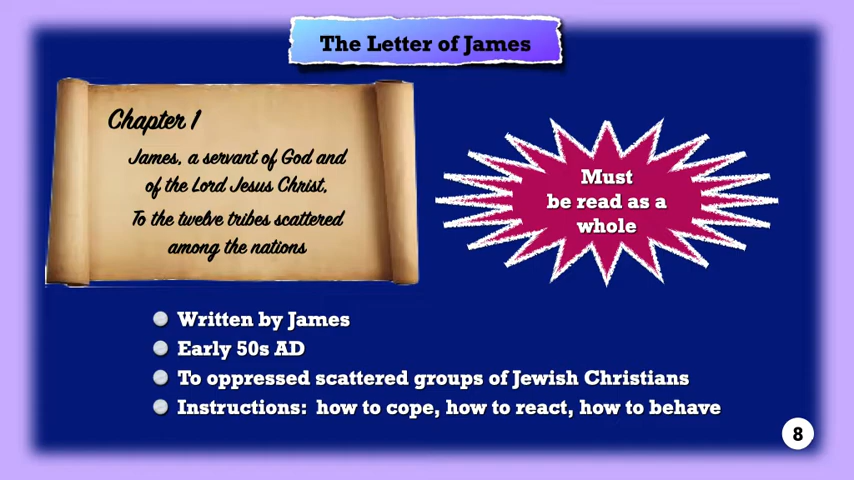 The Letter of James
Chapter 1
James, a servant of God and
of the Lord Jesus Christ,
To the twelve tribes scattered
among the nations
Must
be read as a
whole
Written by James
Early 50s AD
To oppressed scattered groups of Jewish Christians
Instructions: how to cope, how to react, how to behave
8